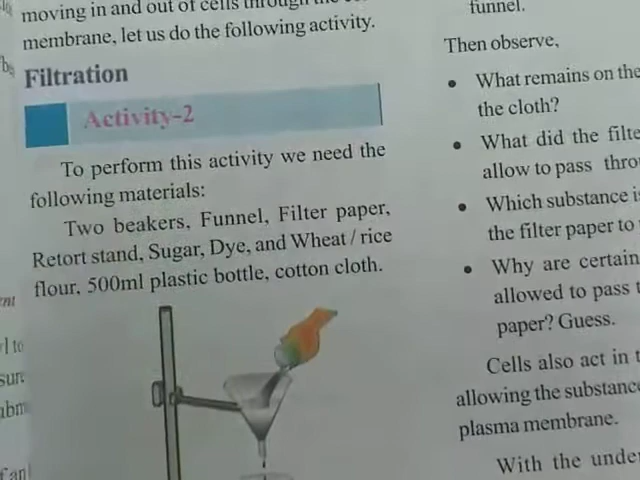 moving in and out of cells through the
membrane, let us do the following activity.
Filtration
Activity-2
To perform this activity we need the
following materials:
Two beakers, Funnel, Filter paper,
Retort stand, Sugar, Dye, and Wheat / rice
flour, 500ml plastic bottle, cotton cloth.
funnel.
Then observe,
• What remains on the
the cloth?
• What did the filte
allow to pass thro
• Which substance is
the filter paper to
• Why are certain
allowed to pass t
paper? Guess.
Cells also act in t
allowing the substance
plasma membrane.
With the under